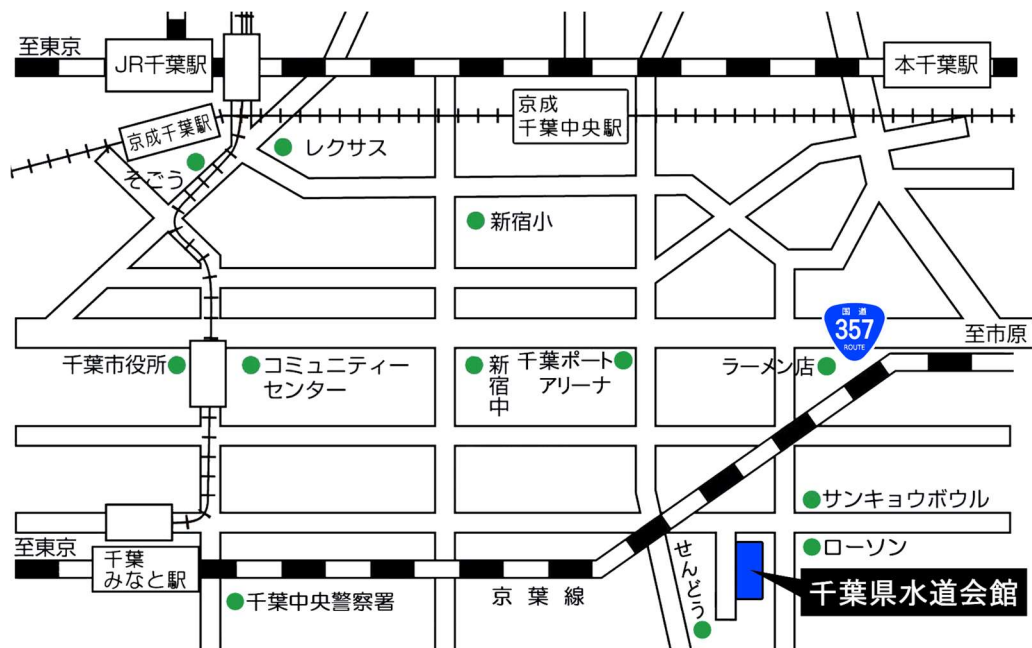 至東京
JR千葉駅
本千葉駅
京成
千葉中央駅
京成千葉駅
レクサス
そごう
新宿小
国道
357
ROUTE
至市原
千葉市役所
コミュニティー
センター
新宿中
千葉ポート
アリーナ
ラーメン店
サンキョウボウル
至東京
千葉
みなと駅
せんどう
ローソン
千葉中央警察署
京葉線
千葉県水道会館